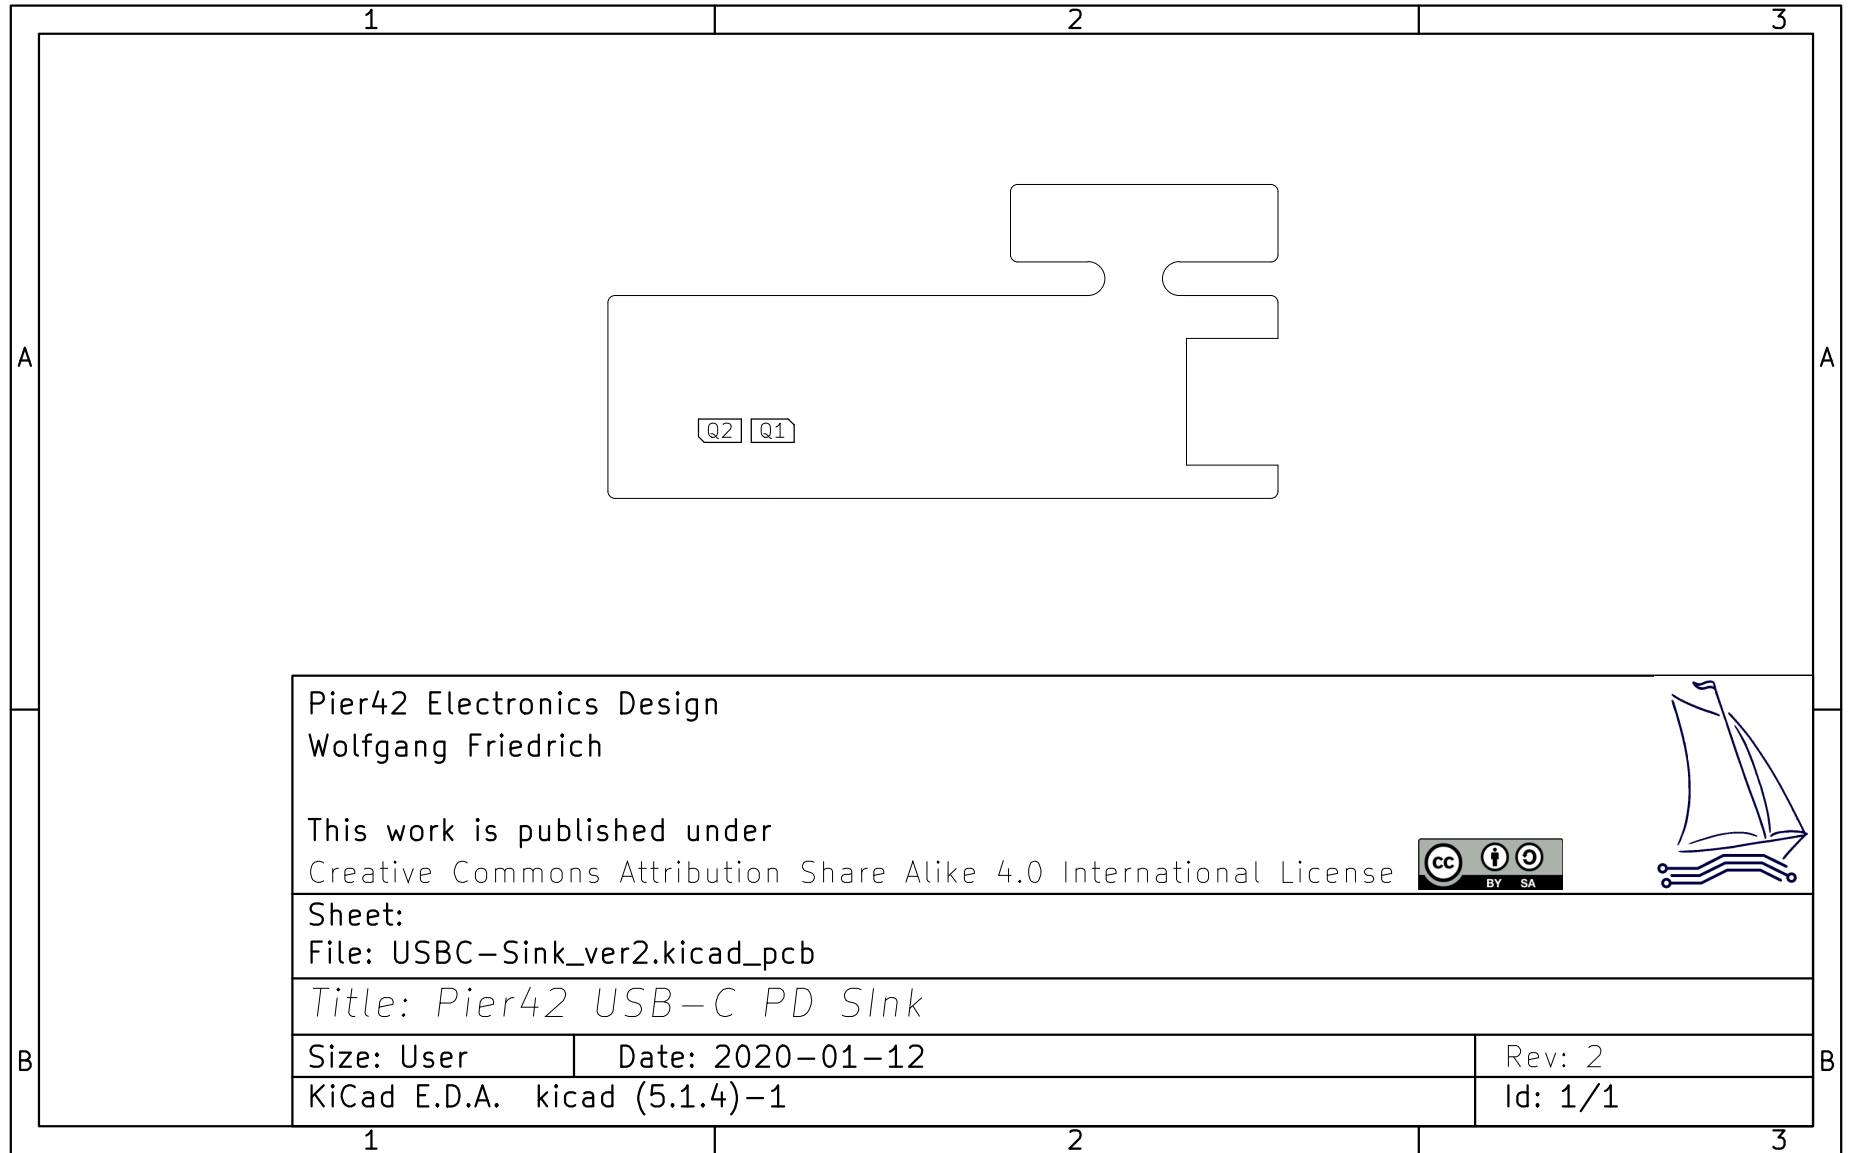 1 2 3
A A
Q2 Q1
Pier42 Electronics Design
Wolfgang Friedrich
This work is published under
Creative Commons Attribution Share Alike 4.0 International License
cc BY SA
Sheet:
File: USBC-Sink_ver2.kicad_pcb
Title: Pier42 USB-C PD SInk
Size: User Date: 2020-01-12 Rev: 2
B B
KiCad E.D.A. kicad (5.1.4)-1 Id: 1/1
1 2 3